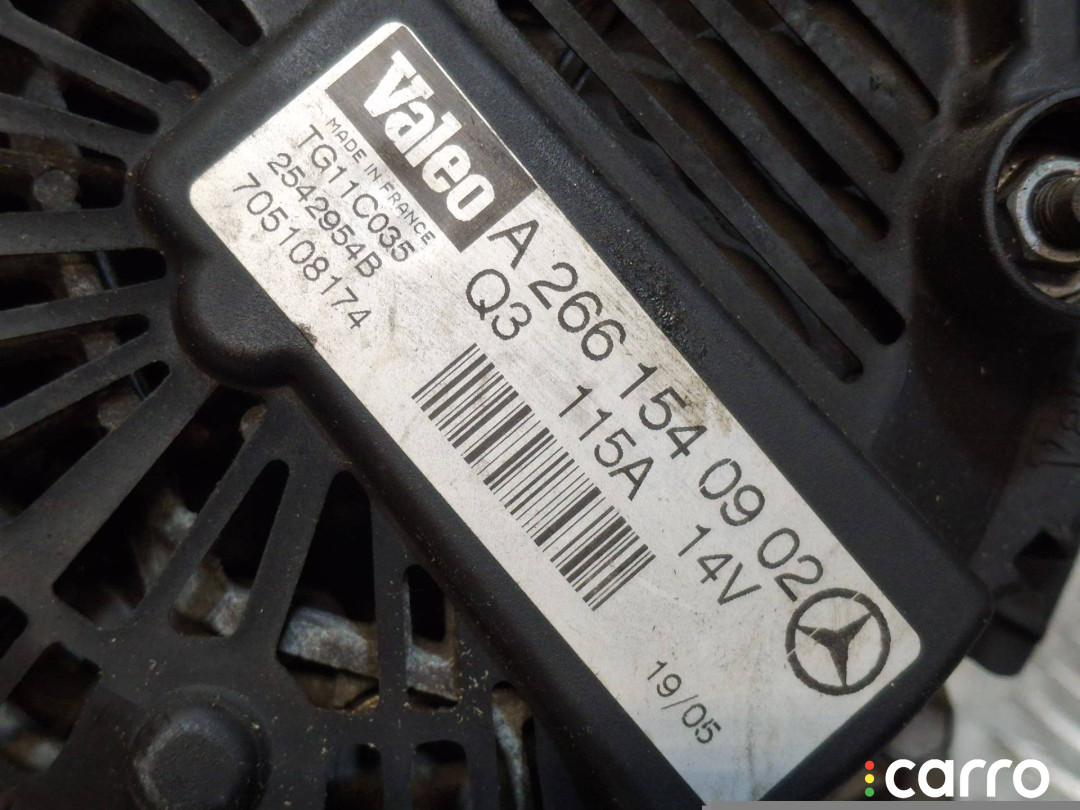 Valeo
MADE IN FRANCE
TG11C035
2542954B
705108174
A 266 154 09 02
Q3 115A 14V
19/05
carro